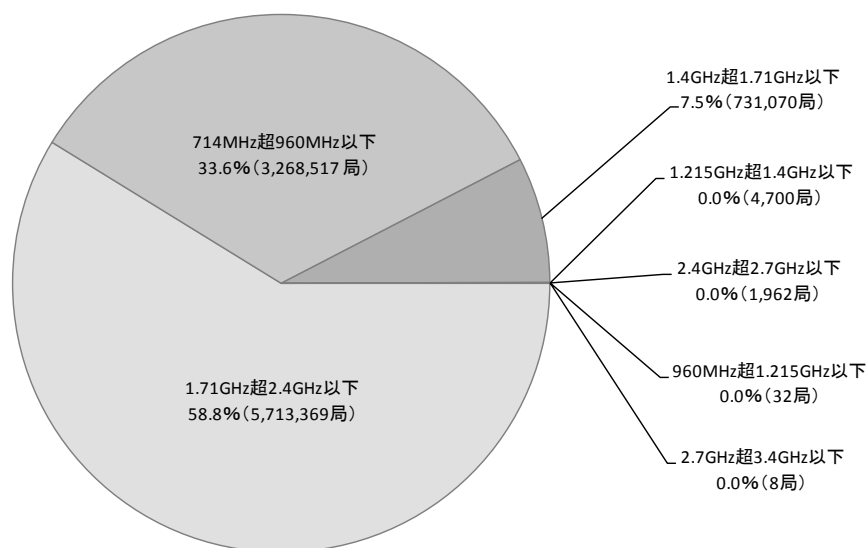 1.4GHz超1.71GHz以下
7.5%(731,070局)
714MHz超960MHz以下
33.6%(3,268,517局)
1.215GHz超1.4GHz以下
0.0%(4,700局)
2.4GHz超2.7GHz以下
0.0%(1,962局)
1.71GHz超2.4GHz以下
58.8%(5,713,369局)
960MHz超1.215GHz以下
0.0%(32局)
2.7GHz超3.4GHz以下
0.0%(8局)